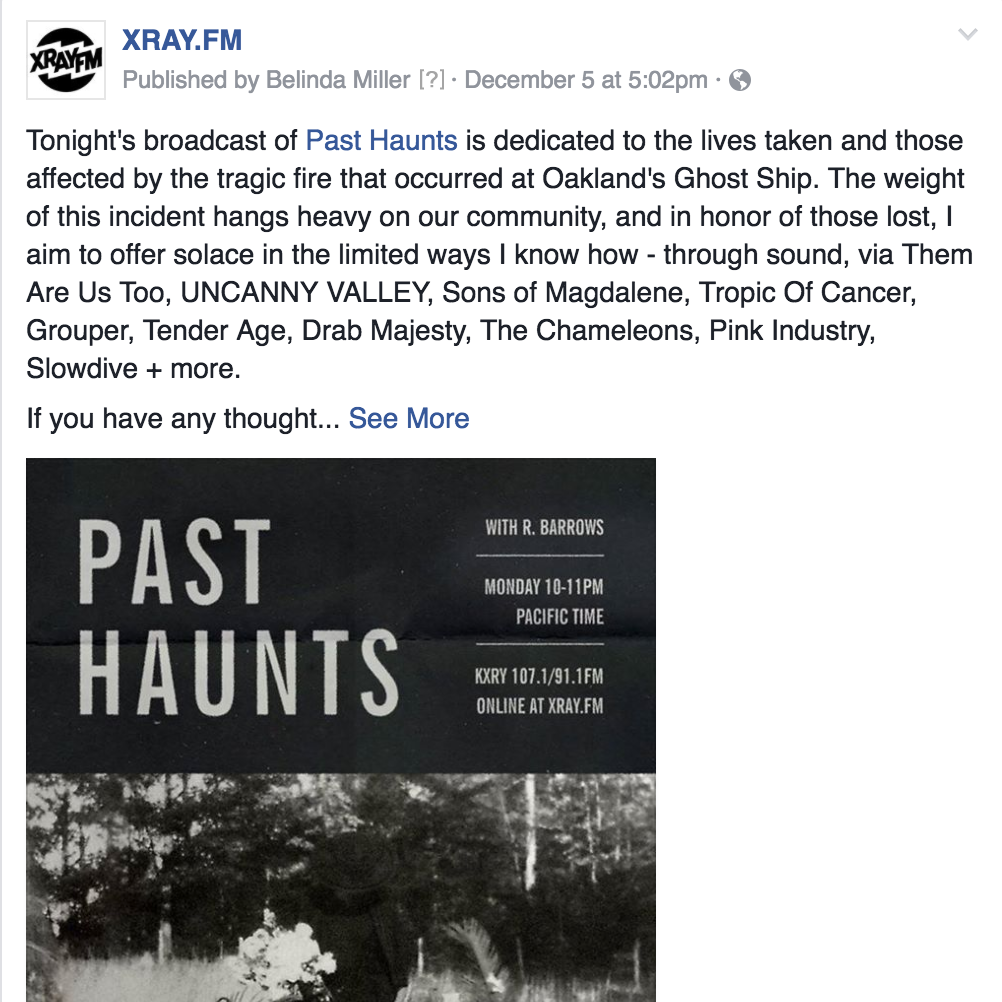 XRAYFM
XRAY.FM
Published by Belinda Miller [?] · December 5 at 5:02pm ·
Tonight's broadcast of Past Haunts is dedicated to the lives taken and those
affected by the tragic fire that occurred at Oakland's Ghost Ship. The weight
of this incident hangs heavy on our community, and in honor of those lost, I
aim to offer solace in the limited ways I know how - through sound, via Them
Are Us Too, UNCANNY VALLEY, Sons of Magdalene, Tropic Of Cancer,
Grouper, Tender Age, Drab Majesty, The Chameleons, Pink Industry,
Slowdive + more.
If you have any thought... See More
PAST
HAUNTS
WITH R. BARROWS
MONDAY 10-11PM
PACIFIC TIME
KXRY 107.1/91.1FM
ONLINE AT XRAY.FM